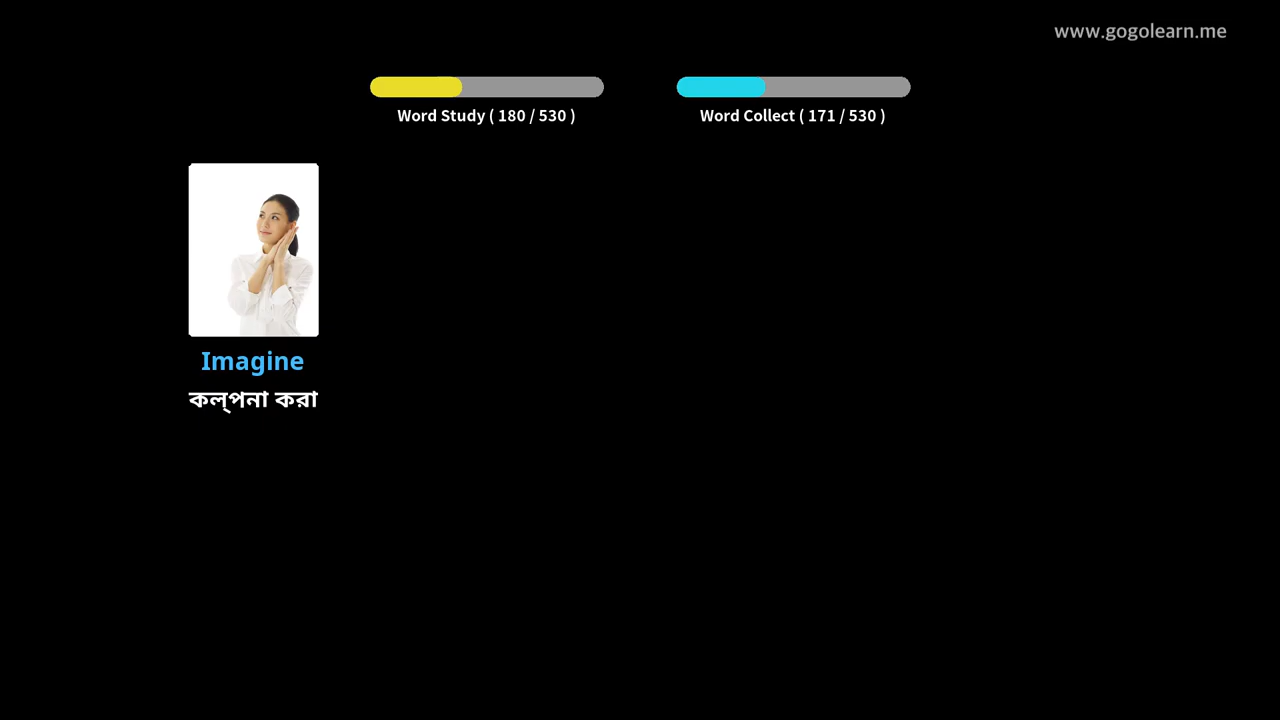 www.gogolearn.me
Word Study ( 180 / 530 )
Word Collect ( 171 / 530 )
Imagine
কল্পনা করা